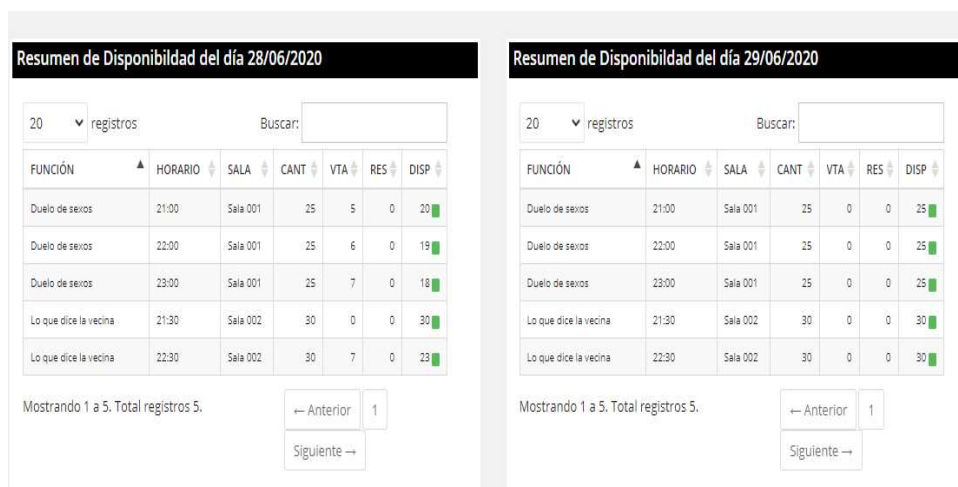 Resumen de Disponibildad del día 28/06/2020
20 registros Buscar:
FUNCIÓN HORARIO SALA CANT VTA RES DISP
Duelo de sexos 21:00 Sala 001 25 5 0 20
Duelo de sexos 22:00 Sala 001 25 6 0 19
Duelo de sexos 23:00 Sala 001 25 7 0 18
Lo que dice la vecina 21:30 Sala 002 30 0 0 30
Lo que dice la vecina 22:30 Sala 002 30 7 0 23
Mostrando 1 a 5. Total registros 5.
← Anterior 1
Siguiente →
Resumen de Disponibildad del día 29/06/2020
20 registros Buscar:
FUNCIÓN HORARIO SALA CANT VTA RES DISP
Duelo de sexos 21:00 Sala 001 25 0 0 25
Duelo de sexos 22:00 Sala 001 25 0 0 25
Duelo de sexos 23:00 Sala 001 25 0 0 25
Lo que dice la vecina 21:30 Sala 002 30 0 0 30
Lo que dice la vecina 22:30 Sala 002 30 0 0 30
Mostrando 1 a 5. Total registros 5.
← Anterior 1
Siguiente →